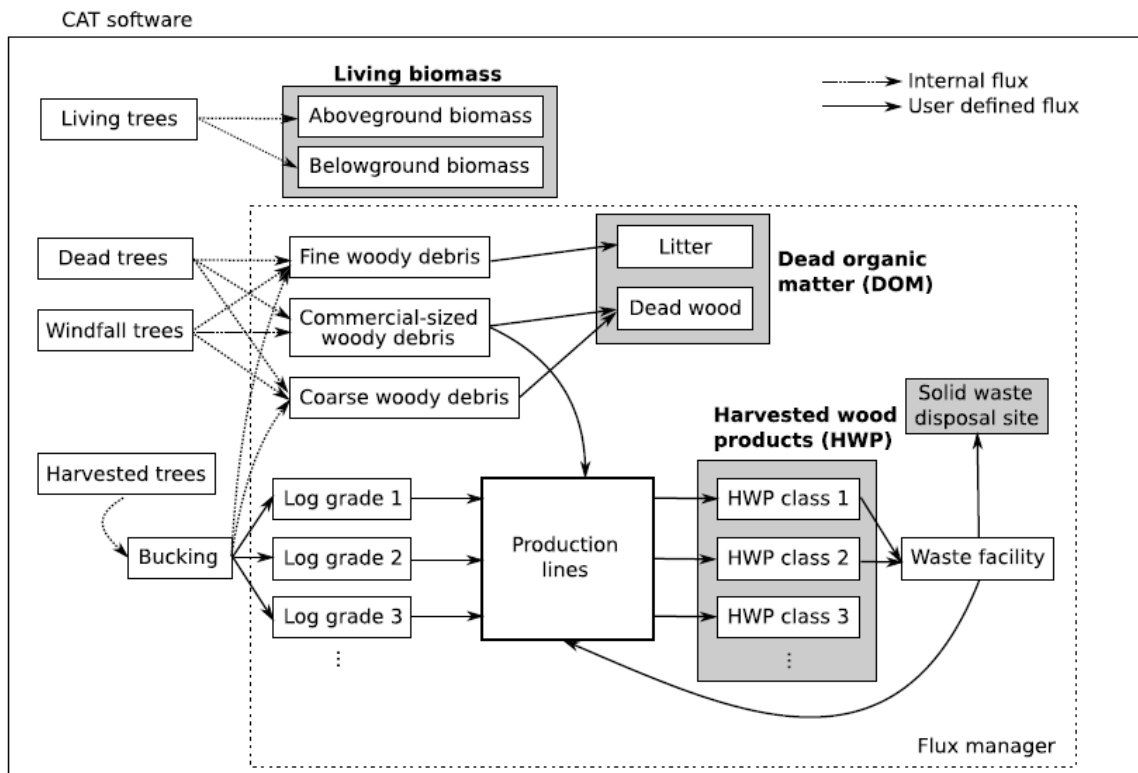 CAT software
Living biomass
Internal flux
User defined flux
Living trees
Aboveground biomass
Belowground biomass
Dead trees
Fine woody debris
Litter
Dead organic
matter (DOM)
Windfall trees
Commercial-sized
woody debris
Dead wood
Coarse woody debris
Solid waste
disposal site
Harvested wood
products (HWP)
Harvested trees
Log grade 1
HWP class 1
Bucking
Log grade 2
Production
lines
HWP class 2
Waste facility
Log grade 3
HWP class 3
⋮
⋮
Flux manager